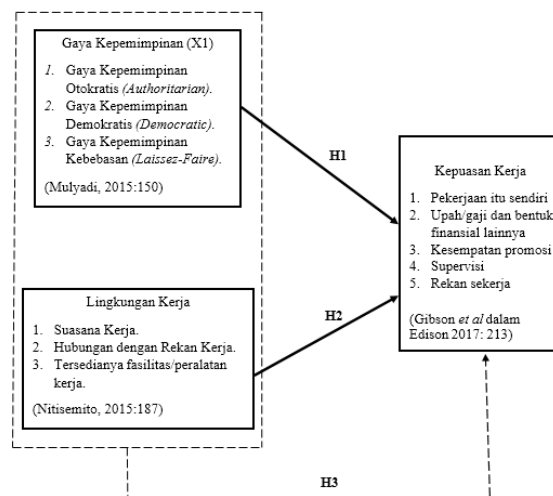 Gaya Kepemimpinan (X1)
1. Gaya Kepemimpinan
Otokratis (Authoritarian).
2. Gaya Kepemimpinan
Demokratis (Democratic).
3. Gaya Kepemimpinan
Kebebasan (Laissez-Faire).
(Mulyadi, 2015:150)
H1
Kepuasan Kerja
1. Pekerjaan itu sendiri
2. Upah/gaji dan bentuk
finansial lainnya
3. Kesempatan promosi
4. Supervisi
5. Rekan sekerja
(Gibson et al dalam
Edison 2017: 213)
Lingkungan Kerja
1. Suasana Kerja.
2. Hubungan dengan Rekan Kerja.
3. Tersedianya fasilitas/peralatan
kerja.
(Nitisemito, 2015:187)
H2
H3